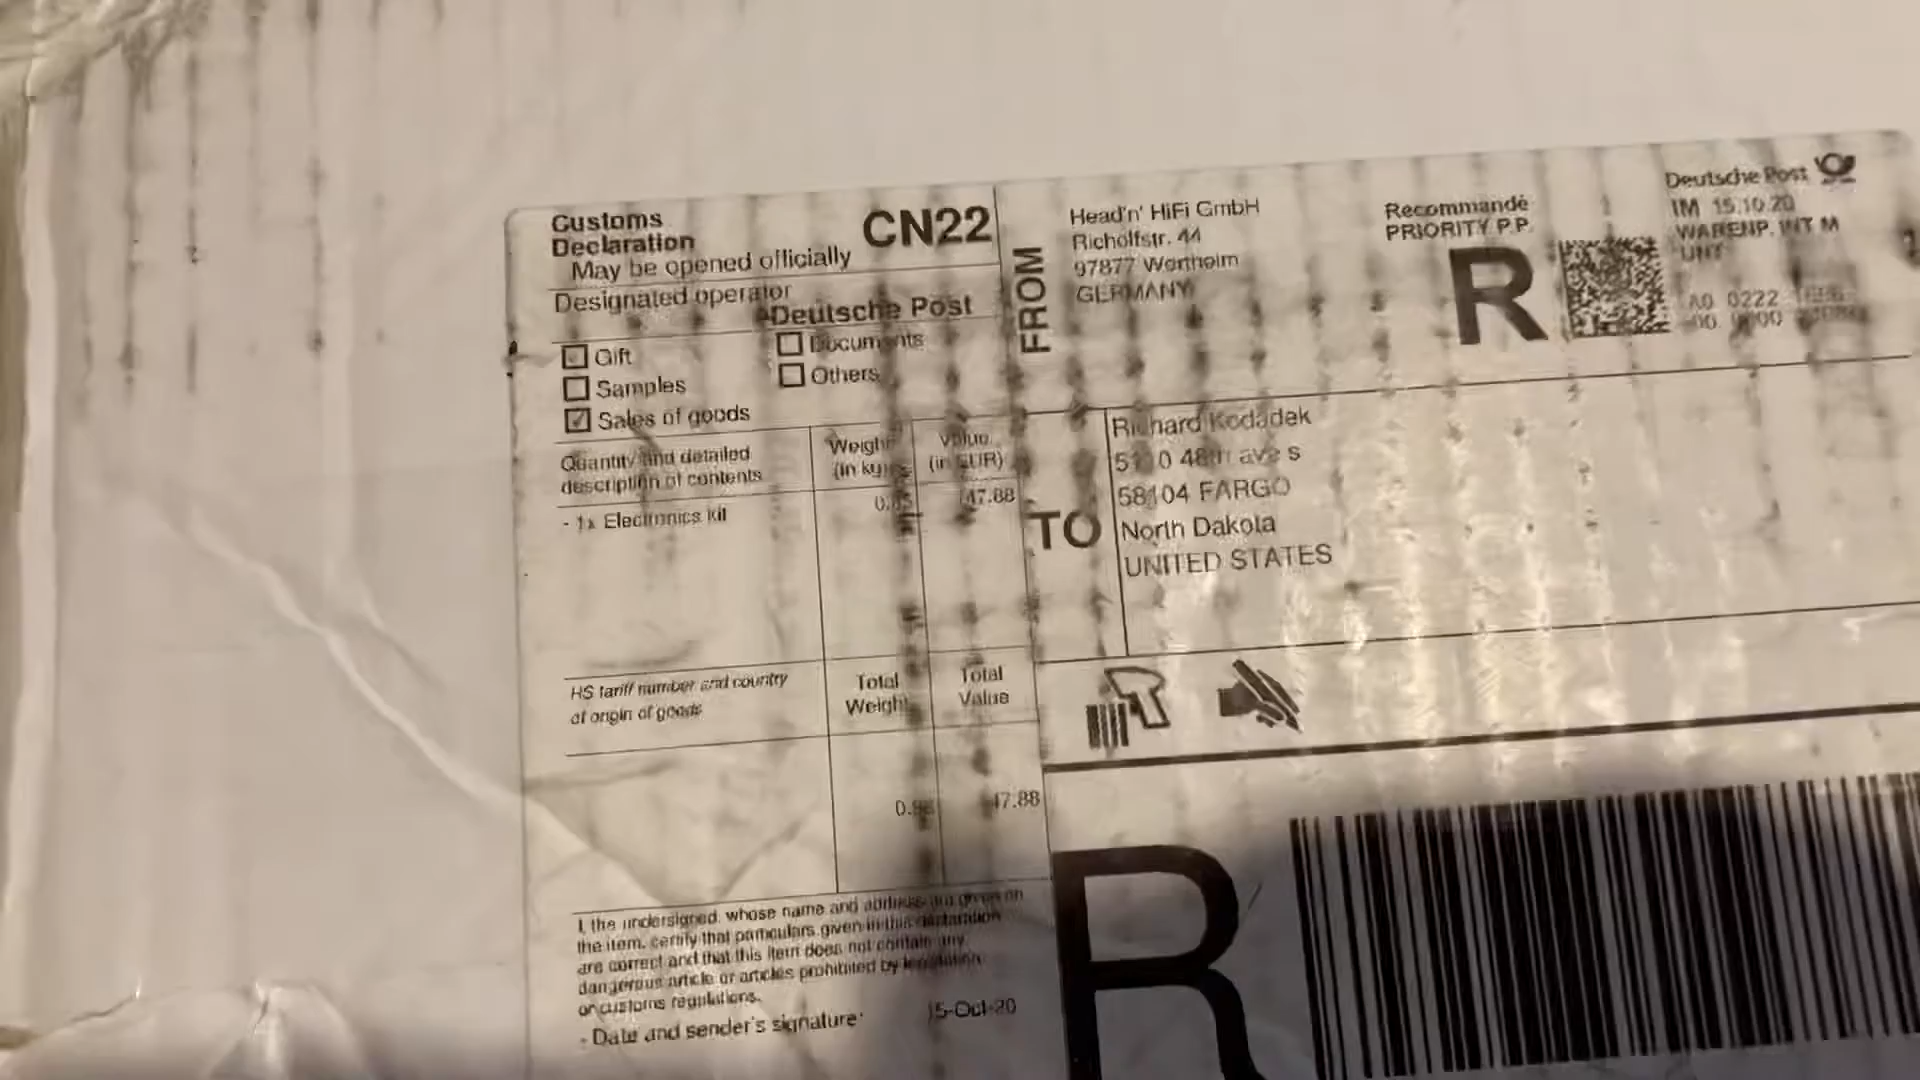 Customs
Declaration
CN22
May be opened officially
Designated operator
Deutsche Post
Gift
Documents
Samples
Others
Sales of goods
Quantity and detailed
description of contents
Weight
(in kg)
Value
(in EUR)
- 1x Electronics kit
47.88
HS tariff number and country
of origin of goods
Total
Weight
Total
Value
47.88
I, the undersigned, whose name and address are given on
the item, certify that particulars given in this declaration
are correct and that this item does not contain any
dangerous article or articles prohibited by legislation
or customs regulations.
- Date and sender's signature:
15-Oct-20
FROM
Head'n' HiFi GmbH
Richolfstr. 44
97877 Wertheim
GERMANY
Recommandé
PRIORITY P.P.
R
Deutsche Post
IM 15.10.20
WARENP. INT M
A0 0222
TO
Richard Kodadek
48th ave s
58104 FARGO
North Dakota
UNITED STATES
R